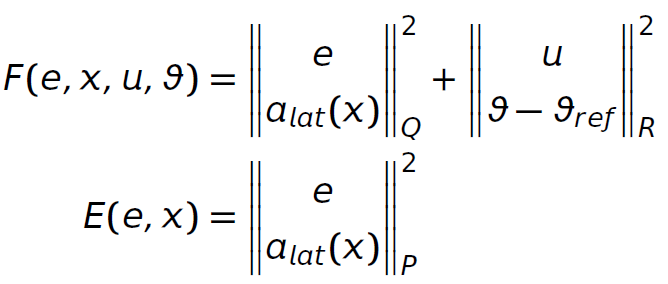 F(e, x, u, ϑ) = ‖ e a_lat(x) ‖²_Q + ‖ u ϑ − ϑ_ref ‖²_R
E(e, x) = ‖ e a_lat(x) ‖²_P